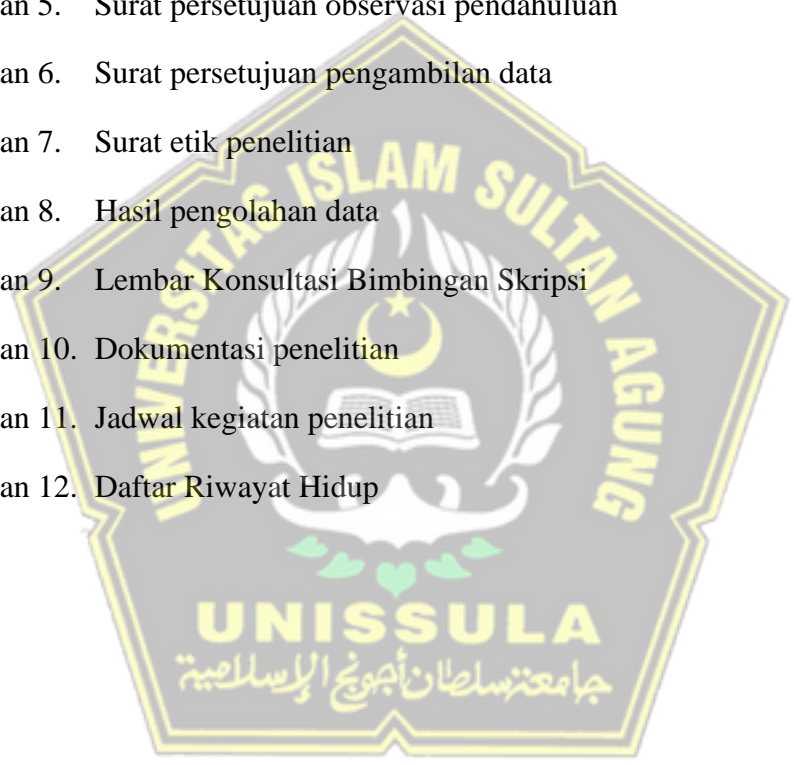 an 5. Surat persetujuan observasi pendahuluan
an 6. Surat persetujuan pengambilan data
an 7. Surat etik penelitian
an 8. Hasil pengolahan data
an 9. Lembar Konsultasi Bimbingan Skripsi
an 10. Dokumentasi penelitian
an 11. Jadwal kegiatan penelitian
an 12. Daftar Riwayat Hidup
UNIVERSITAS ISLAM SULTAN AGUNG
UNISSULA
جامعتسلطان أجونج الإسلامية